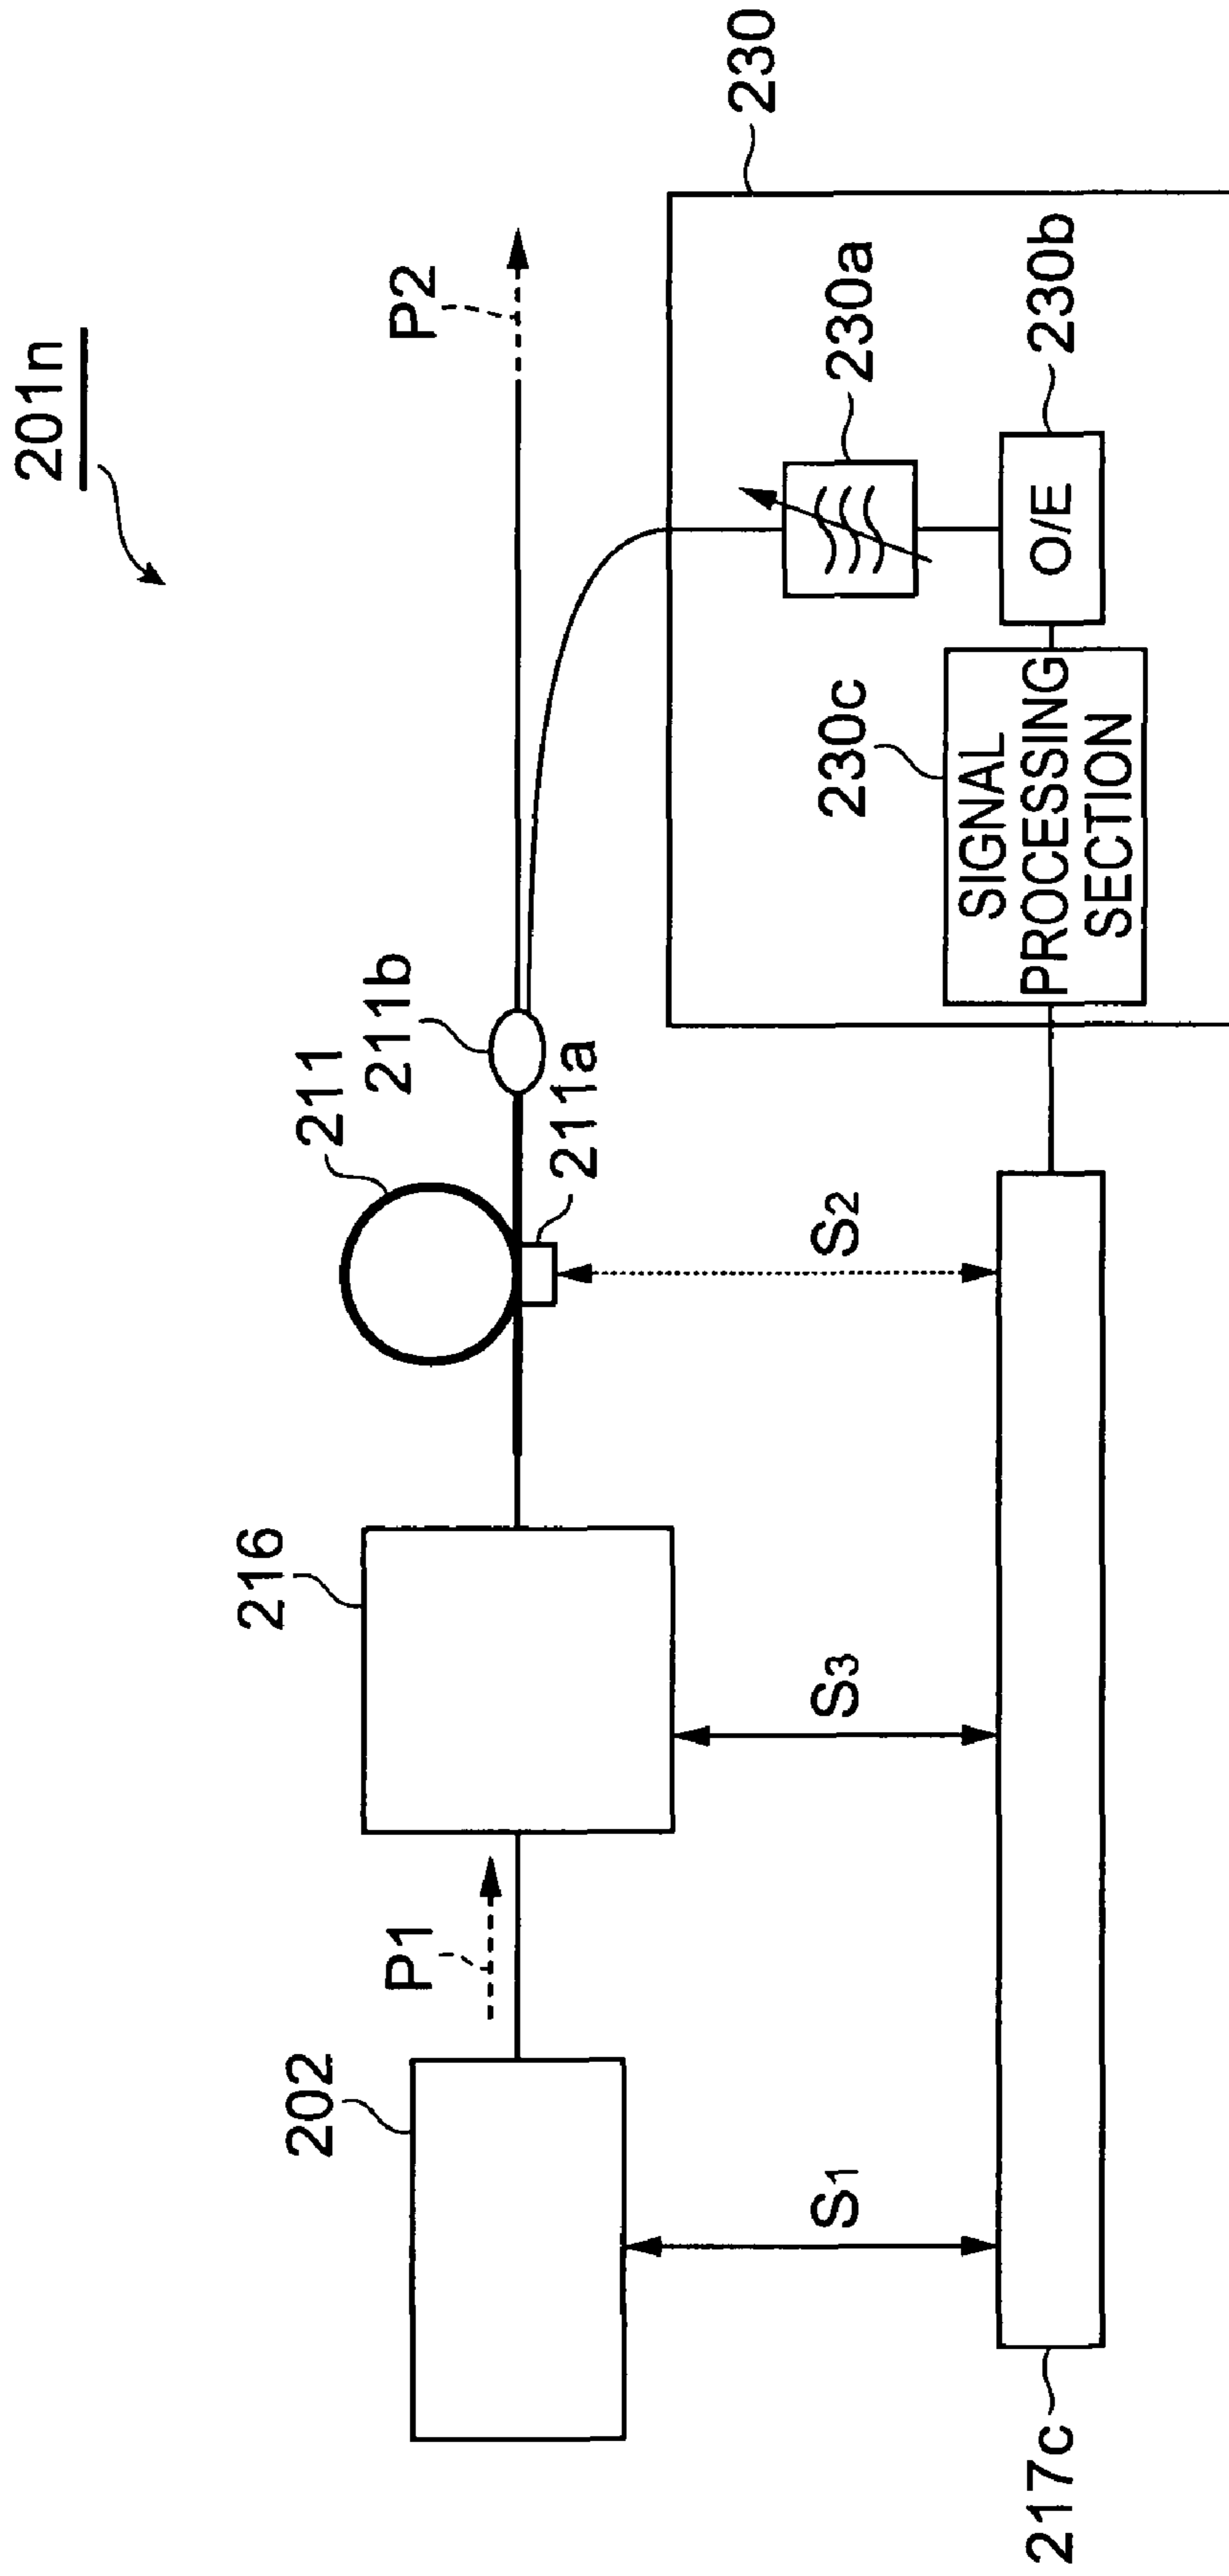 201n
P2
230
211
211b
211a
230a
230b
O/E
230c
SIGNAL
PROCESSING
SECTION
216
P1
202
S1
S3
S2
217c